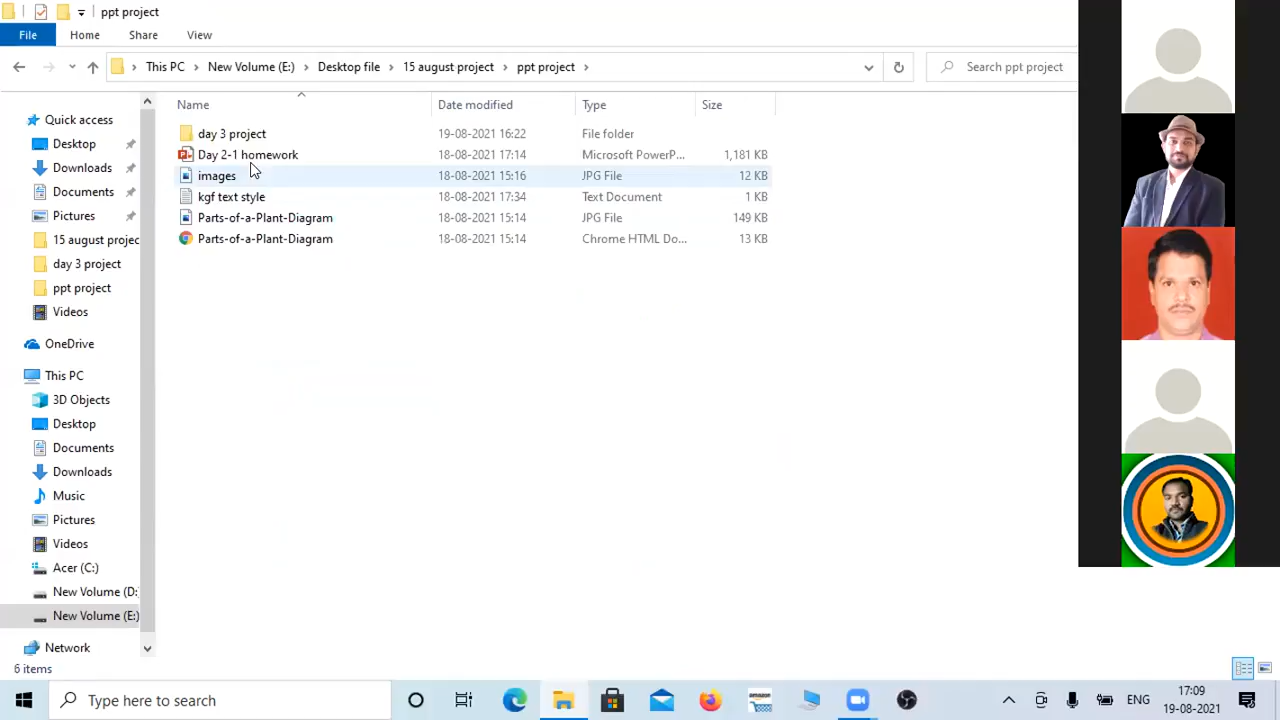 ppt project
File Home Share View
This PC New Volume (E:) Desktop file 15 august project ppt project Search ppt project
Name Date modified Type Size
day 3 project 19-08-2021 16:22 File folder
Day 2-1 homework 18-08-2021 17:14 Microsoft PowerP... 1,181 KB
images 18-08-2021 15:16 JPG File 12 KB
kgf text style 18-08-2021 17:34 Text Document 1 KB
Parts-of-a-Plant-Diagram 18-08-2021 15:14 JPG File 149 KB
Parts-of-a-Plant-Diagram 18-08-2021 15:14 Chrome HTML Do... 13 KB
Quick access
Desktop
Downloads
Documents
Pictures
15 august projec
day 3 project
ppt project
Videos
OneDrive
This PC
3D Objects
Desktop
Documents
Downloads
Music
Pictures
Videos
Acer (C:)
New Volume (D:
New Volume (E:)
Network
6 items
Type here to search
amazon
ENG
17:09
19-08-2021